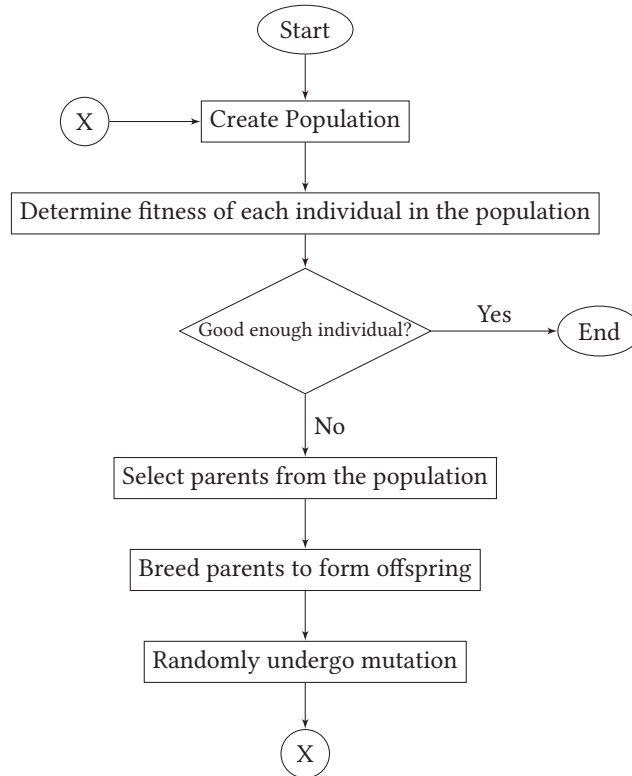 Start
X
Create Population
Determine fitness of each individual in the population
Good enough individual?
Yes
End
No
Select parents from the population
Breed parents to form offspring
Randomly undergo mutation
X